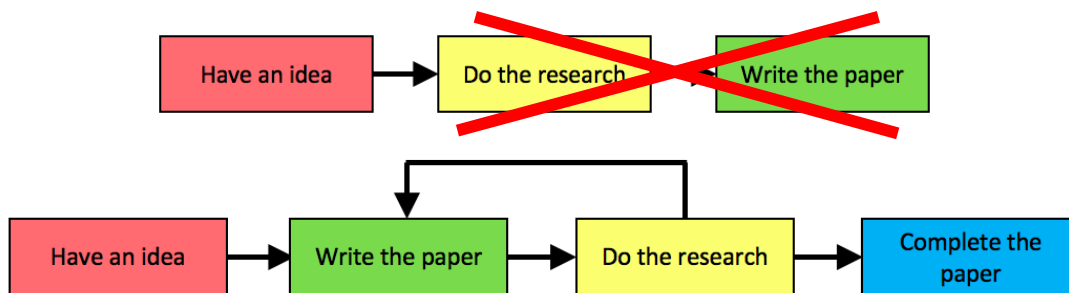 Have an idea
Do the research
Write the paper
Have an idea
Write the paper
Do the research
Complete the
paper